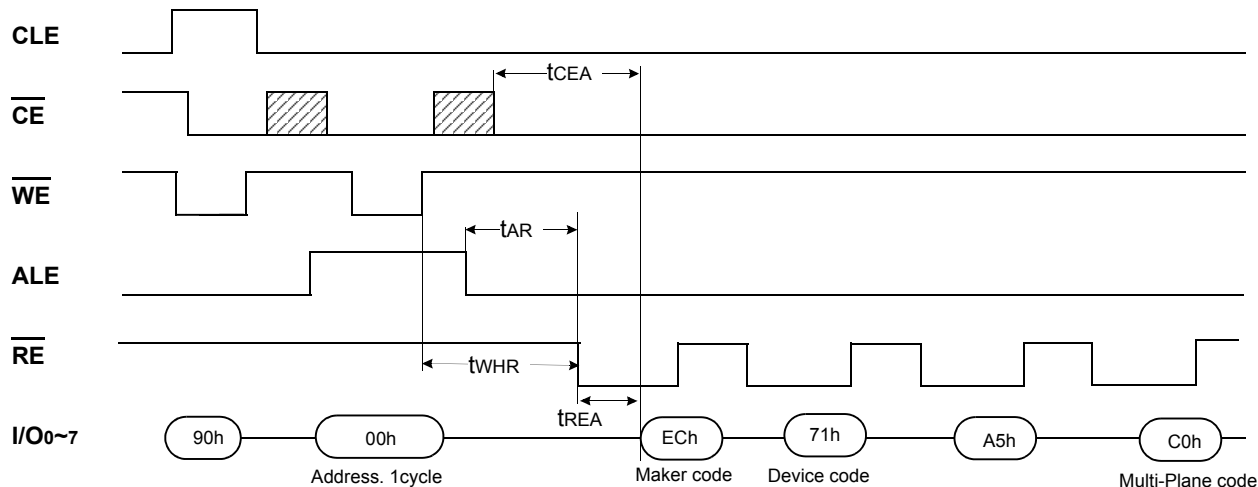 CLE
tCEA
CE
WE
tAR
ALE
RE
tWHR
tREA
I/O0~7 90h 00h ECh 71h A5h C0h
Address. 1cycle Maker code Device code Multi-Plane code